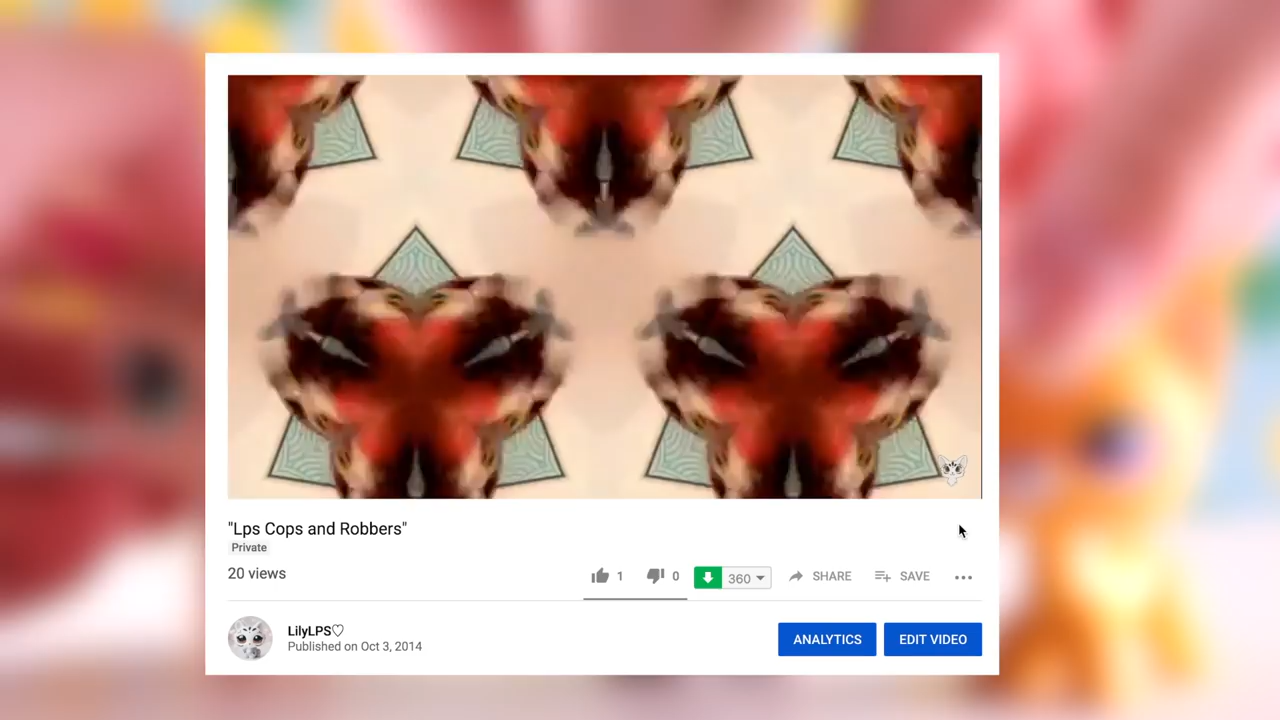 "Lps Cops and Robbers"
Private
20 views
1
0
360
SHARE
SAVE
LilyLPS♡
Published on Oct 3, 2014
ANALYTICS
EDIT VIDEO